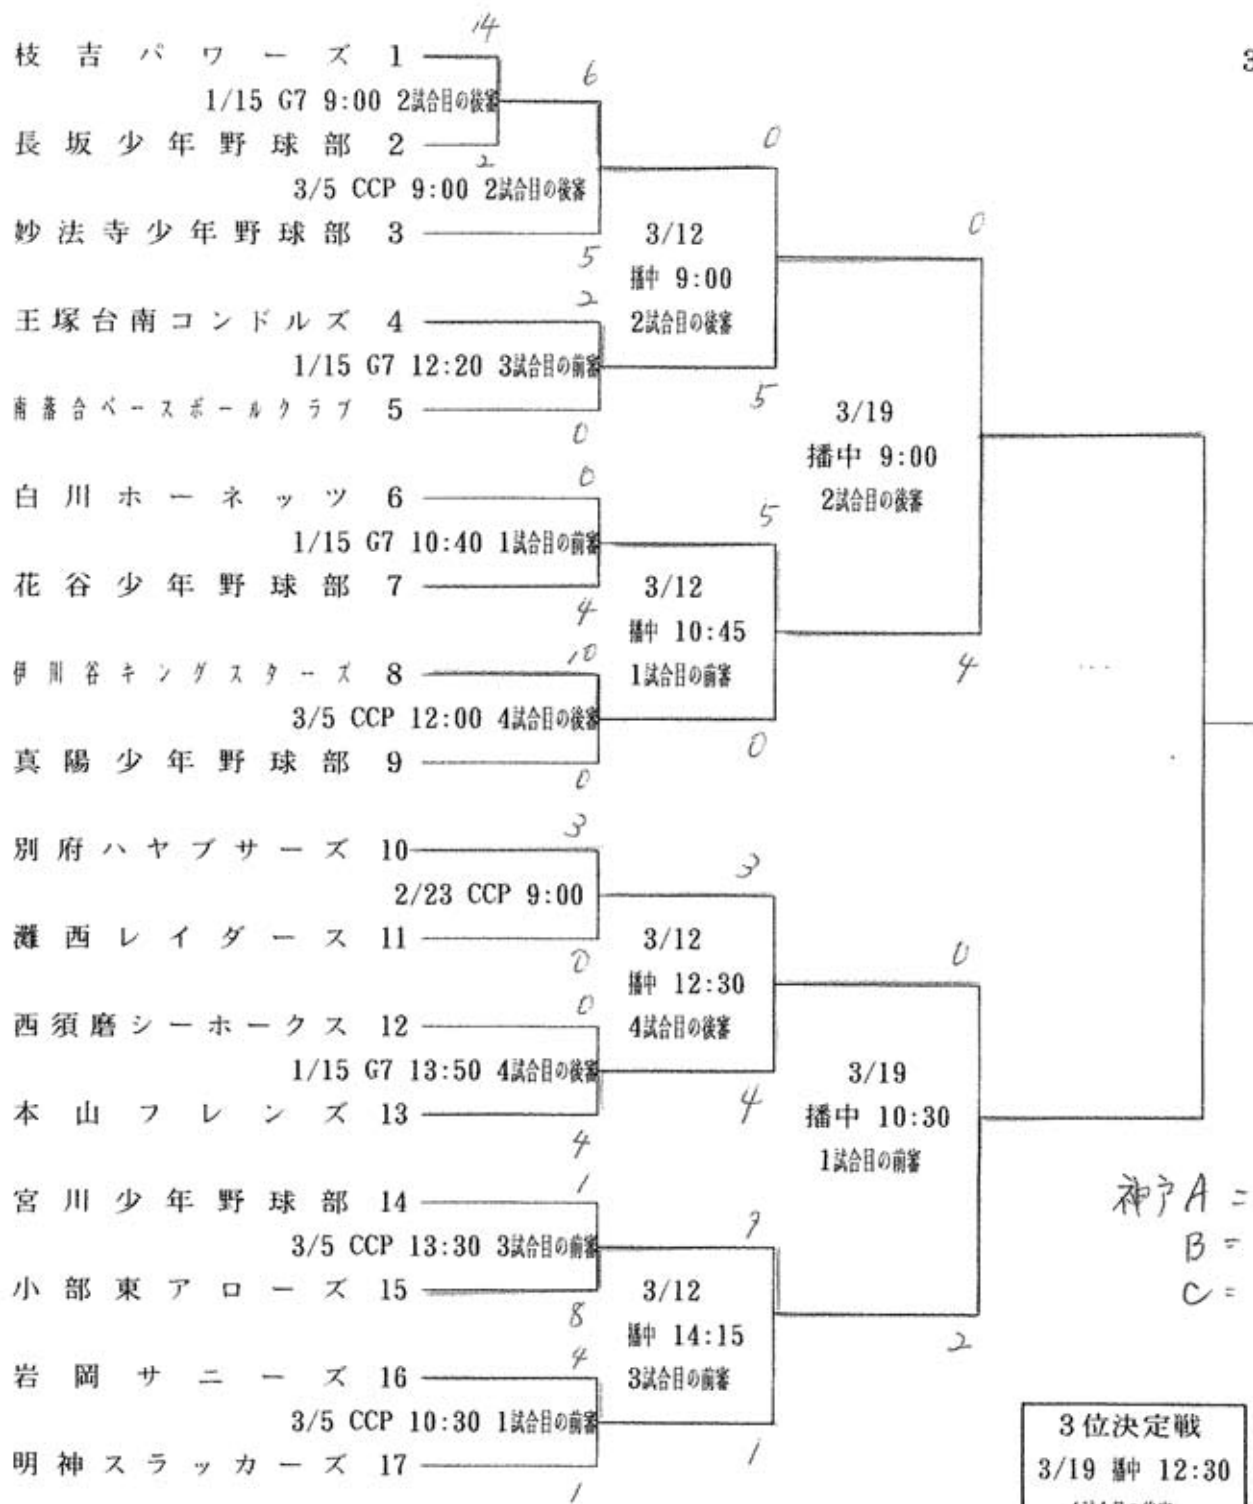 14
枝吉パワーズ 1
3
6
1/15 G7 9:00 2試合目の後審
長坂少年野球部 2
0
2
3/5 CCP 9:00 2試合目の後審
妙法寺少年野球部 3
3/12
0
5
播中 9:00
2
王塚台南コンドルズ 4
2試合目の後審
1/15 G7 12:20 3試合目の前審
南落合ベースボールクラブ 5
5
3/19
0
播中 9:00
白川ホーネッツ 6
0
2試合目の後審
5
1/15 G7 10:40 1試合目の前審
花谷少年野球部 7
3/12
4
播中 10:45
10
伊川谷キングスターズ 8
1試合目の前審
4
3/5 CCP 12:00 4試合目の後審
0
真陽少年野球部 9
0
3
別府ハヤブサーズ 10
3
2/23 CCP 9:00
灘西レイダース 11
3/12
0
0
播中 12:30
0
西須磨シーホークス 12
4試合目の後審
1/15 G7 13:50 4試合目の後審
3/19
本山フレンズ 13
4
播中 10:30
4
1試合目の前審
1
宮川少年野球部 14
神戸A =
3/5 CCP 13:30 3試合目の前審
B =
小部東アローズ 15
3/12
C =
8
播中 14:15
2
4
岩岡サニーズ 16
3試合目の前審
3/5 CCP 10:30 1試合目の前審
3位決定戦
明神スラッカーズ 17
1
3/19 播中 12:30
1